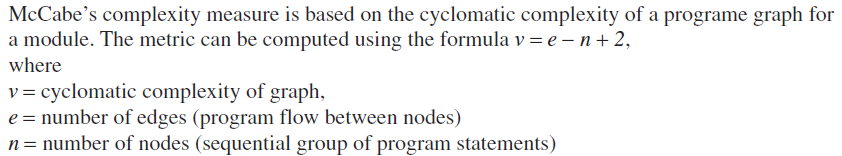 McCabe's complexity measure is based on the cyclomatic complexity of a programe graph for
a module. The metric can be computed using the formula v = e – n + 2,
where
v = cyclomatic complexity of graph,
e = number of edges (program flow between nodes)
n = number of nodes (sequential group of program statements)